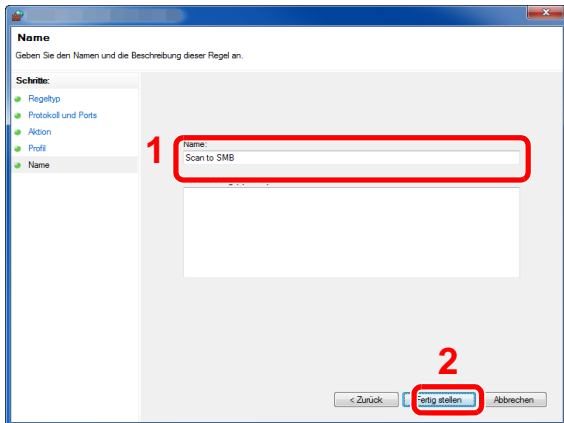 Name
Geben Sie den Namen und die Beschreibung dieser Regel an.
Schritte:
Regeltyp
Protokoll und Ports
Aktion
Profil
Name
1
Name:
Scan to SMB
2
< Zurück
Fertig stellen
Abbrechen